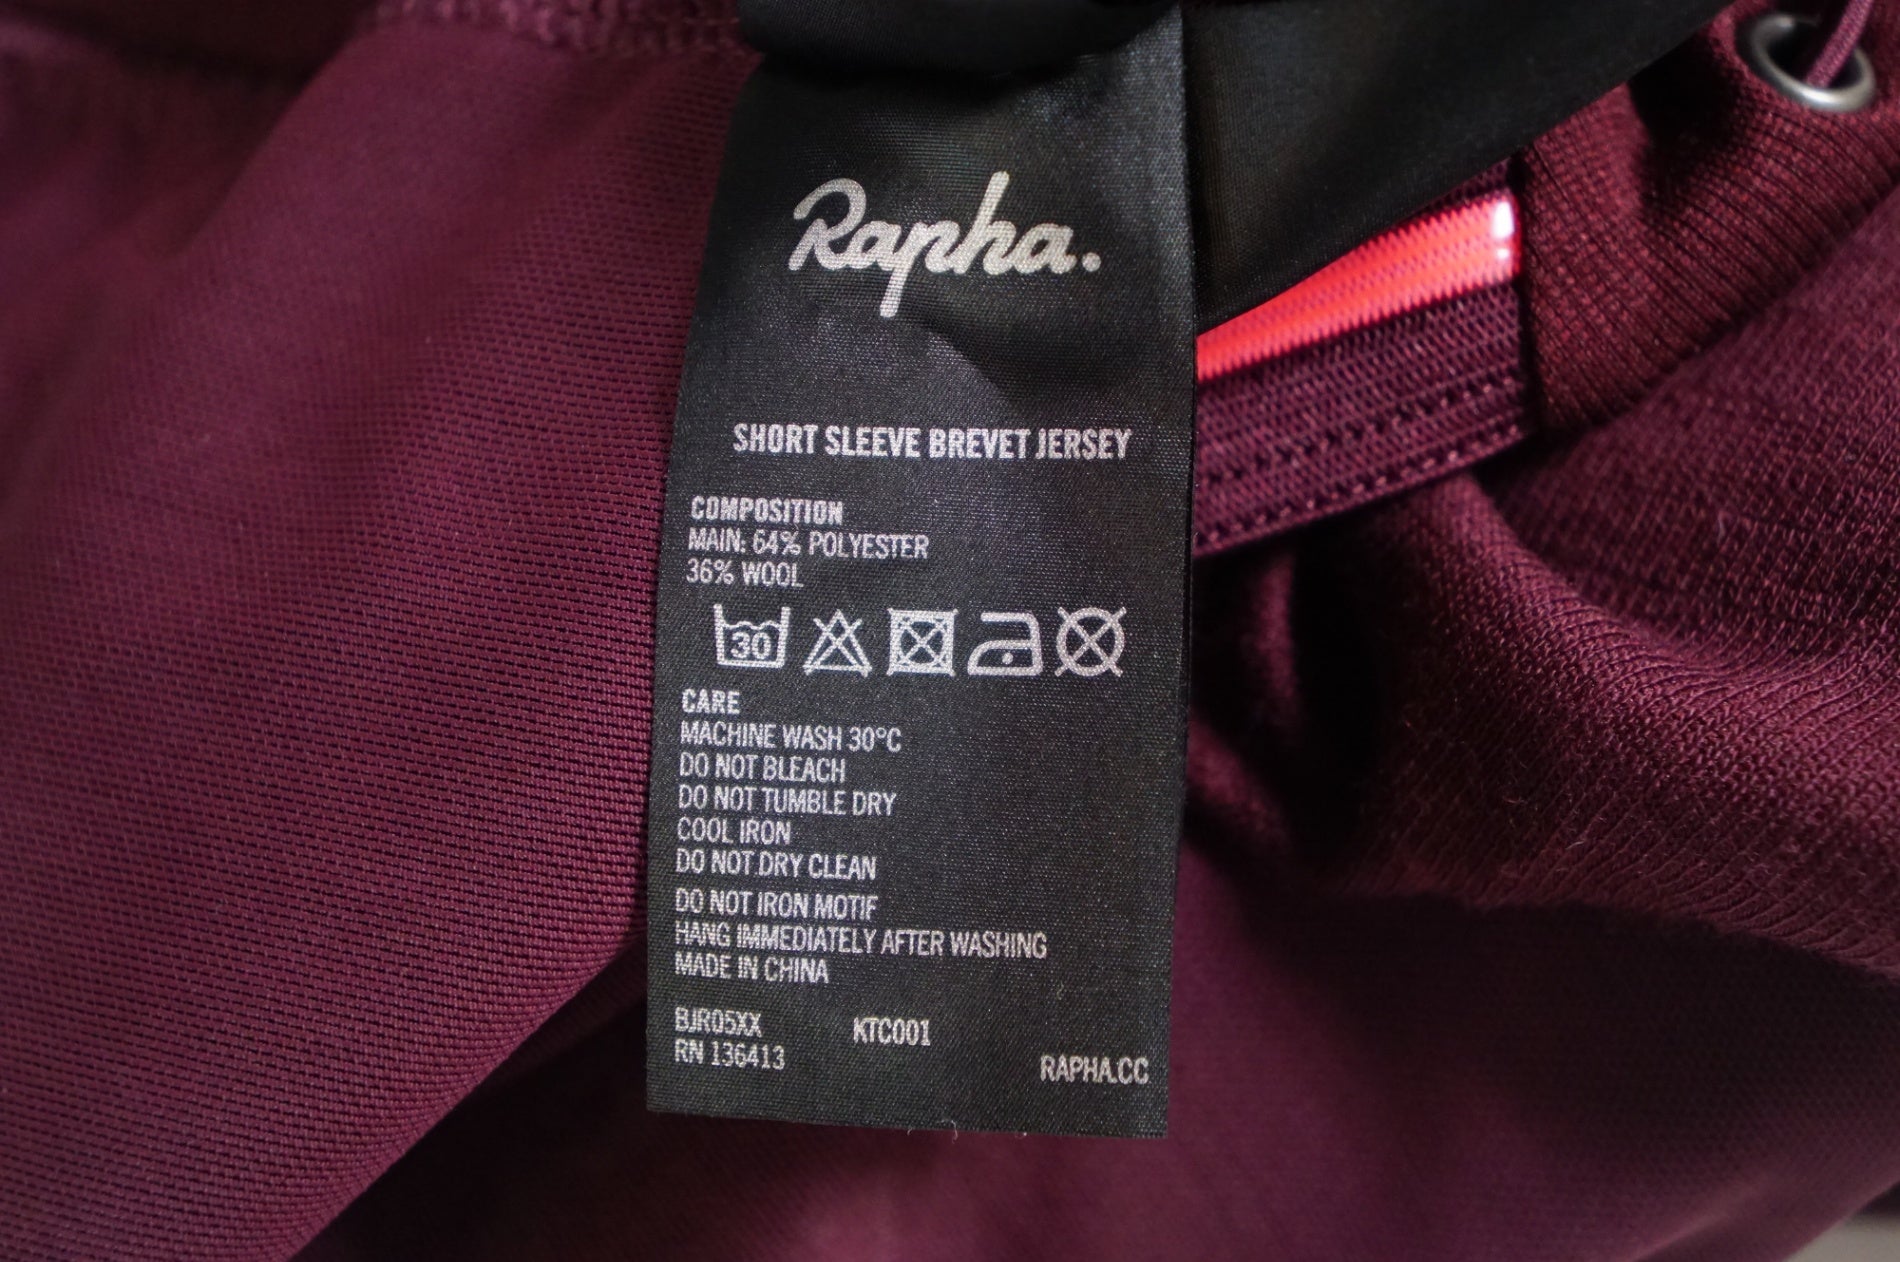 Rapha.
SHORT SLEEVE BREVET JERSEY
COMPOSITION
MAIN: 64% POLYESTER
36% WOOL
30
CARE
MACHINE WASH 30°C
DO NOT BLEACH
DO NOT TUMBLE DRY
COOL IRON
DO NOT DRY CLEAN
DO NOT IRON MOTIF
HANG IMMEDIATELY AFTER WASHING
MADE IN CHINA
BJR05XX KTC001
RN 136413
RAPHA.CC